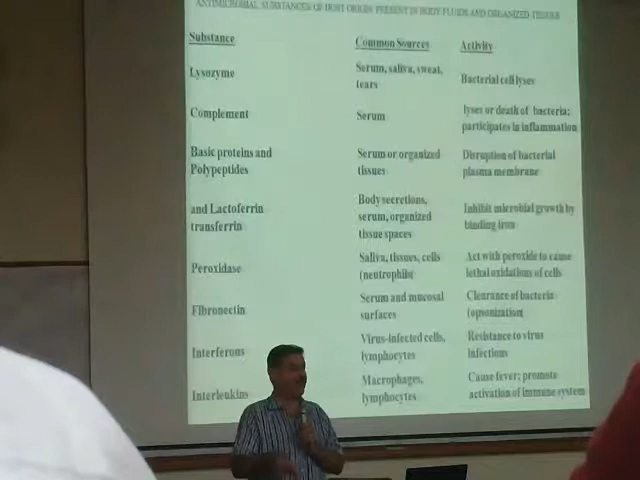 ANTIMICROBIAL SUBSTANCES OF HOST ORIGIN PRESENT IN BODY FLUIDS AND ORGANIZED TISSUES
Substance Common Sources Activity
Lysozyme Serum, saliva, sweat, Bacterial cell lyses
tears
Complement Serum lyses or death of bacteria;
participates in inflammation
Basic proteins and Serum or organized Disruption of bacterial
Polypeptides tissues plasma membrane
and Lactoferrin Body secretions, Inhibit microbial growth by
transferrin serum, organized binding iron
tissue spaces
Peroxidase Saliva, tissues, cells Act with peroxide to cause
(neutrophils( lethal oxidations of cells
Fibronectin Serum and mucosal Clearance of bacteria
surfaces (opsonization(
Interferons Virus-infected cells, Resistance to virus
lymphocytes infections
Interleukins Macrophages, Cause fever; promote
lymphocytes activation of immune system